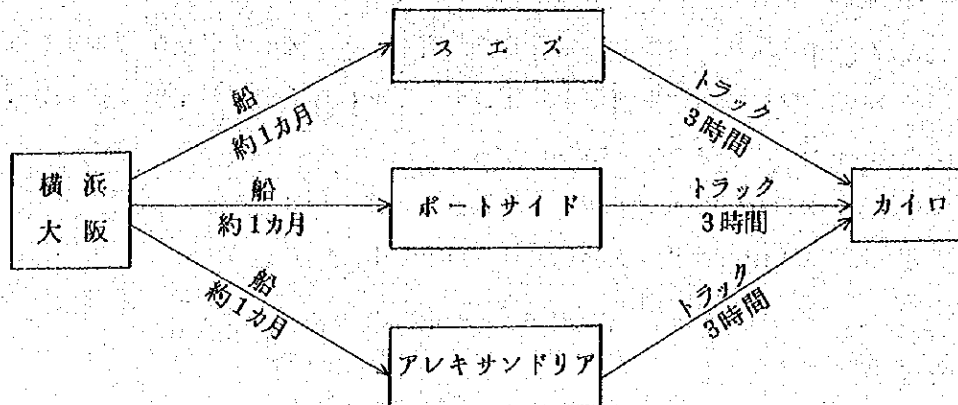 スエズ
船
約1カ月
トラック
3時間
横浜
大阪
船
約1カ月
ポートサイド
トラック
3時間
カイロ
船
約1カ月
アレキサンドリア
トラック
3時間